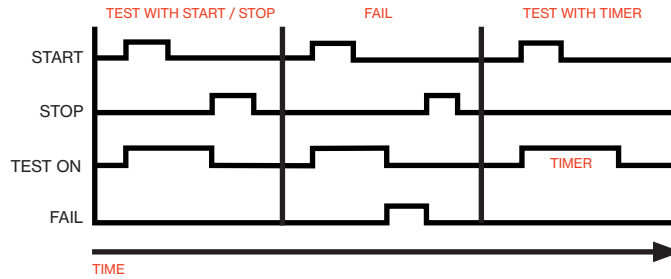 TEST WITH START / STOP
FAIL
TEST WITH TIMER
START
STOP
TEST ON
TIMER
FAIL
TIME